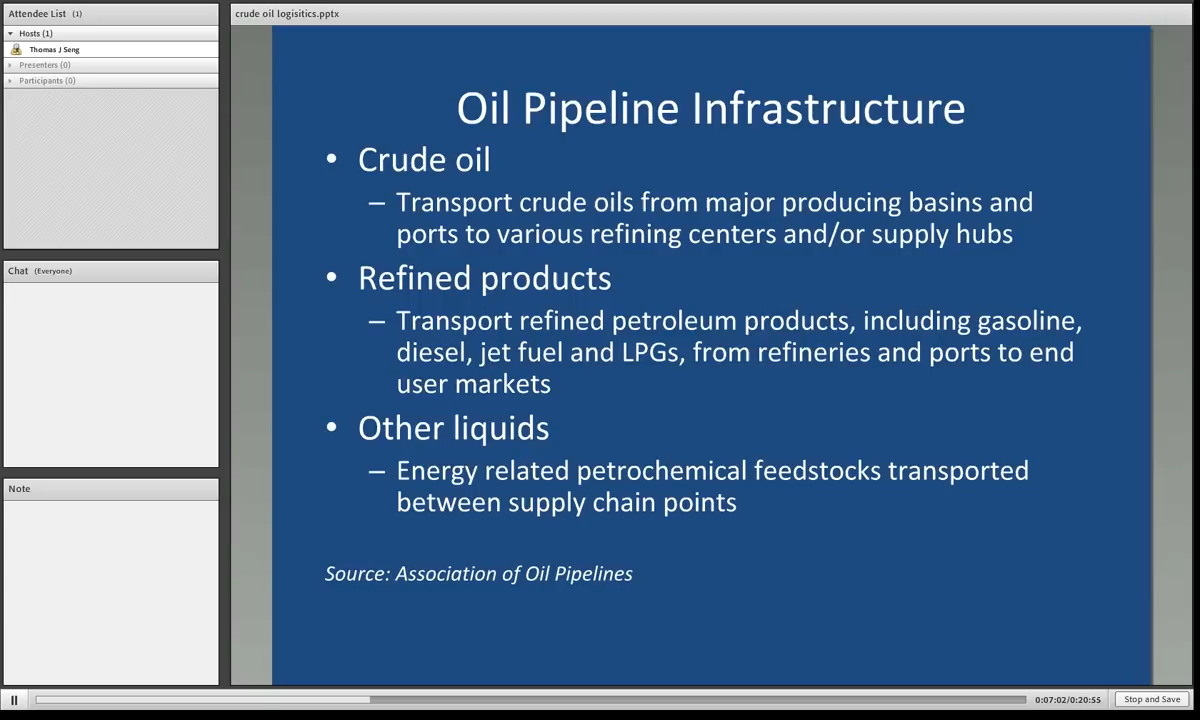 Attendee List (1)
Hosts (1)
Thomas J Seng
Presenters (0)
Participants (0)
Chat (Everyone)
Note
crude oil logisitics.pptx
Oil Pipeline Infrastructure
• Crude oil
– Transport crude oils from major producing basins and
ports to various refining centers and/or supply hubs
• Refined products
– Transport refined petroleum products, including gasoline,
diesel, jet fuel and LPGs, from refineries and ports to end
user markets
• Other liquids
– Energy related petrochemical feedstocks transported
between supply chain points
Source: Association of Oil Pipelines
0:07:02/0:20:55 Stop and Save